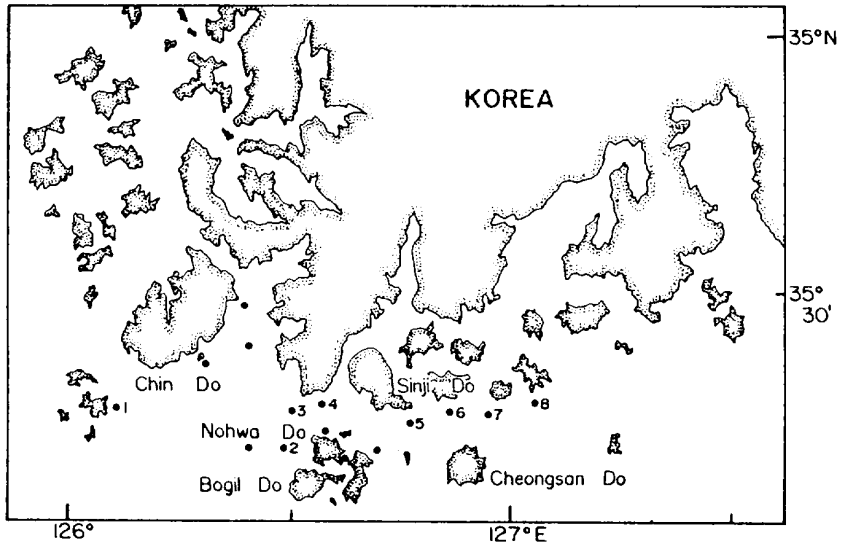 35°N
KOREA
35°
30'
Chin Do
Sinji Do
1
3
4
5
6
7
8
Nohwa Do
2
Bogil Do
Cheongsan Do
126°
127°E